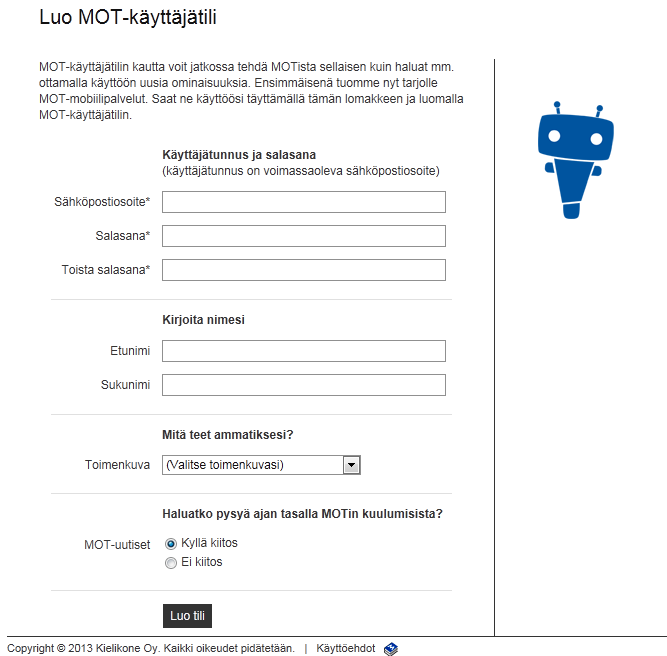 Luo MOT-käyttäjätili
MOT-käyttäjätilin kautta voit jatkossa tehdä MOTista sellaisen kuin haluat mm.
ottamalla käyttöön uusia ominaisuuksia. Ensimmäisenä tuomme nyt tarjolle
MOT-mobiilipalvelut. Saat ne käyttöösi täyttämällä tämän lomakkeen ja luomalla
MOT-käyttäjätilin.
Käyttäjätunnus ja salasana
(käyttäjätunnus on voimassaoleva sähköpostiosoite)
Sähköpostiosoite*
Salasana*
Toista salasana*
Kirjoita nimesi
Etunimi
Sukunimi
Mitä teet ammatiksesi?
Toimenkuva (Valitse toimenkuvasi)
Haluatko pysyä ajan tasalla MOTin kuulumisista?
MOT-uutiset Kyllä kiitos
Ei kiitos
Luo tili
Copyright © 2013 Kielikone Oy. Kaikki oikeudet pidätetään. | Käyttöehdot